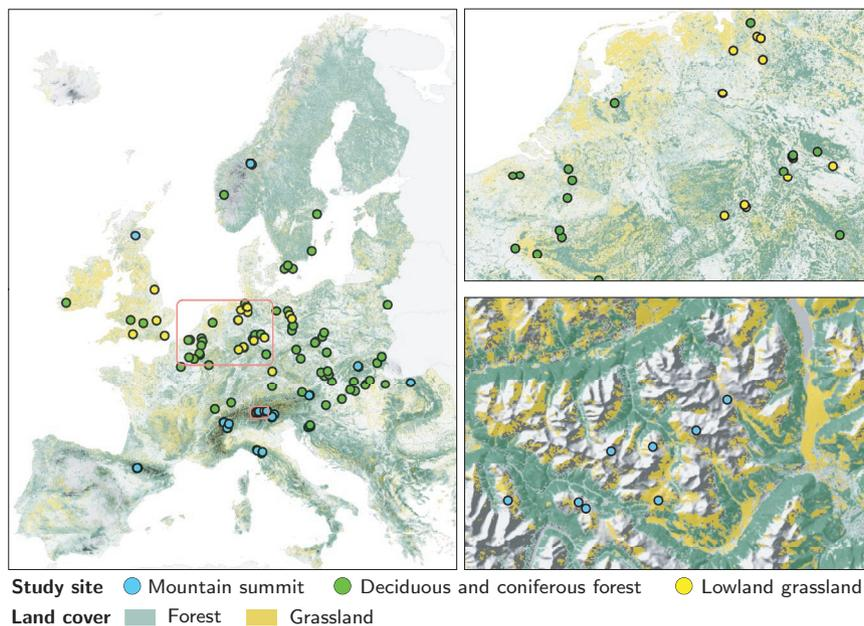 Study site Mountain summit Deciduous and coniferous forest Lowland grassland
Land cover Forest Grassland